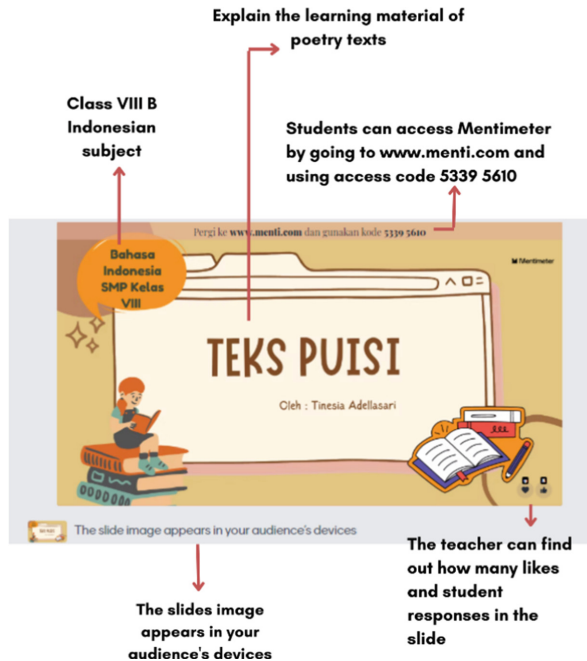 Explain the learning material of
poetry texts
Class VIII B
Indonesian
subject
Students can access Mentimeter
by going to www.menti.com and
using access code 5339 5610
Pergi ke www.menti.com dan gunakan kode 5339 5610
Bahasa
Indonesia
SMP Kelas
VIII
Mentimeter
TEKS PUISI
Oleh : Tinesia Adellasari
The slide image appears in your audience's devices
The teacher can find
out how many likes
and student
responses in the
slide
The slides image
appears in your
audience's devices